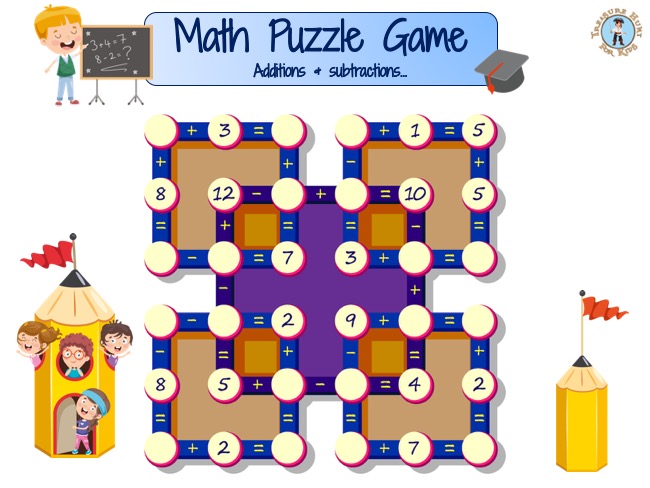 Math Puzzle Game
Additions & subtractions...
3+4=7
8-2=?
TREASURE HUNT
FOR KIDS
+ 3 = + 1 = 5
+ + - +
8 12 - + = 10 5
= + = = - =
- = 7 3 + =
- +
- = 2 9 + =
- = + - = +
8 5 + - = 4 2
= = = =
+ 2 = + 7 =